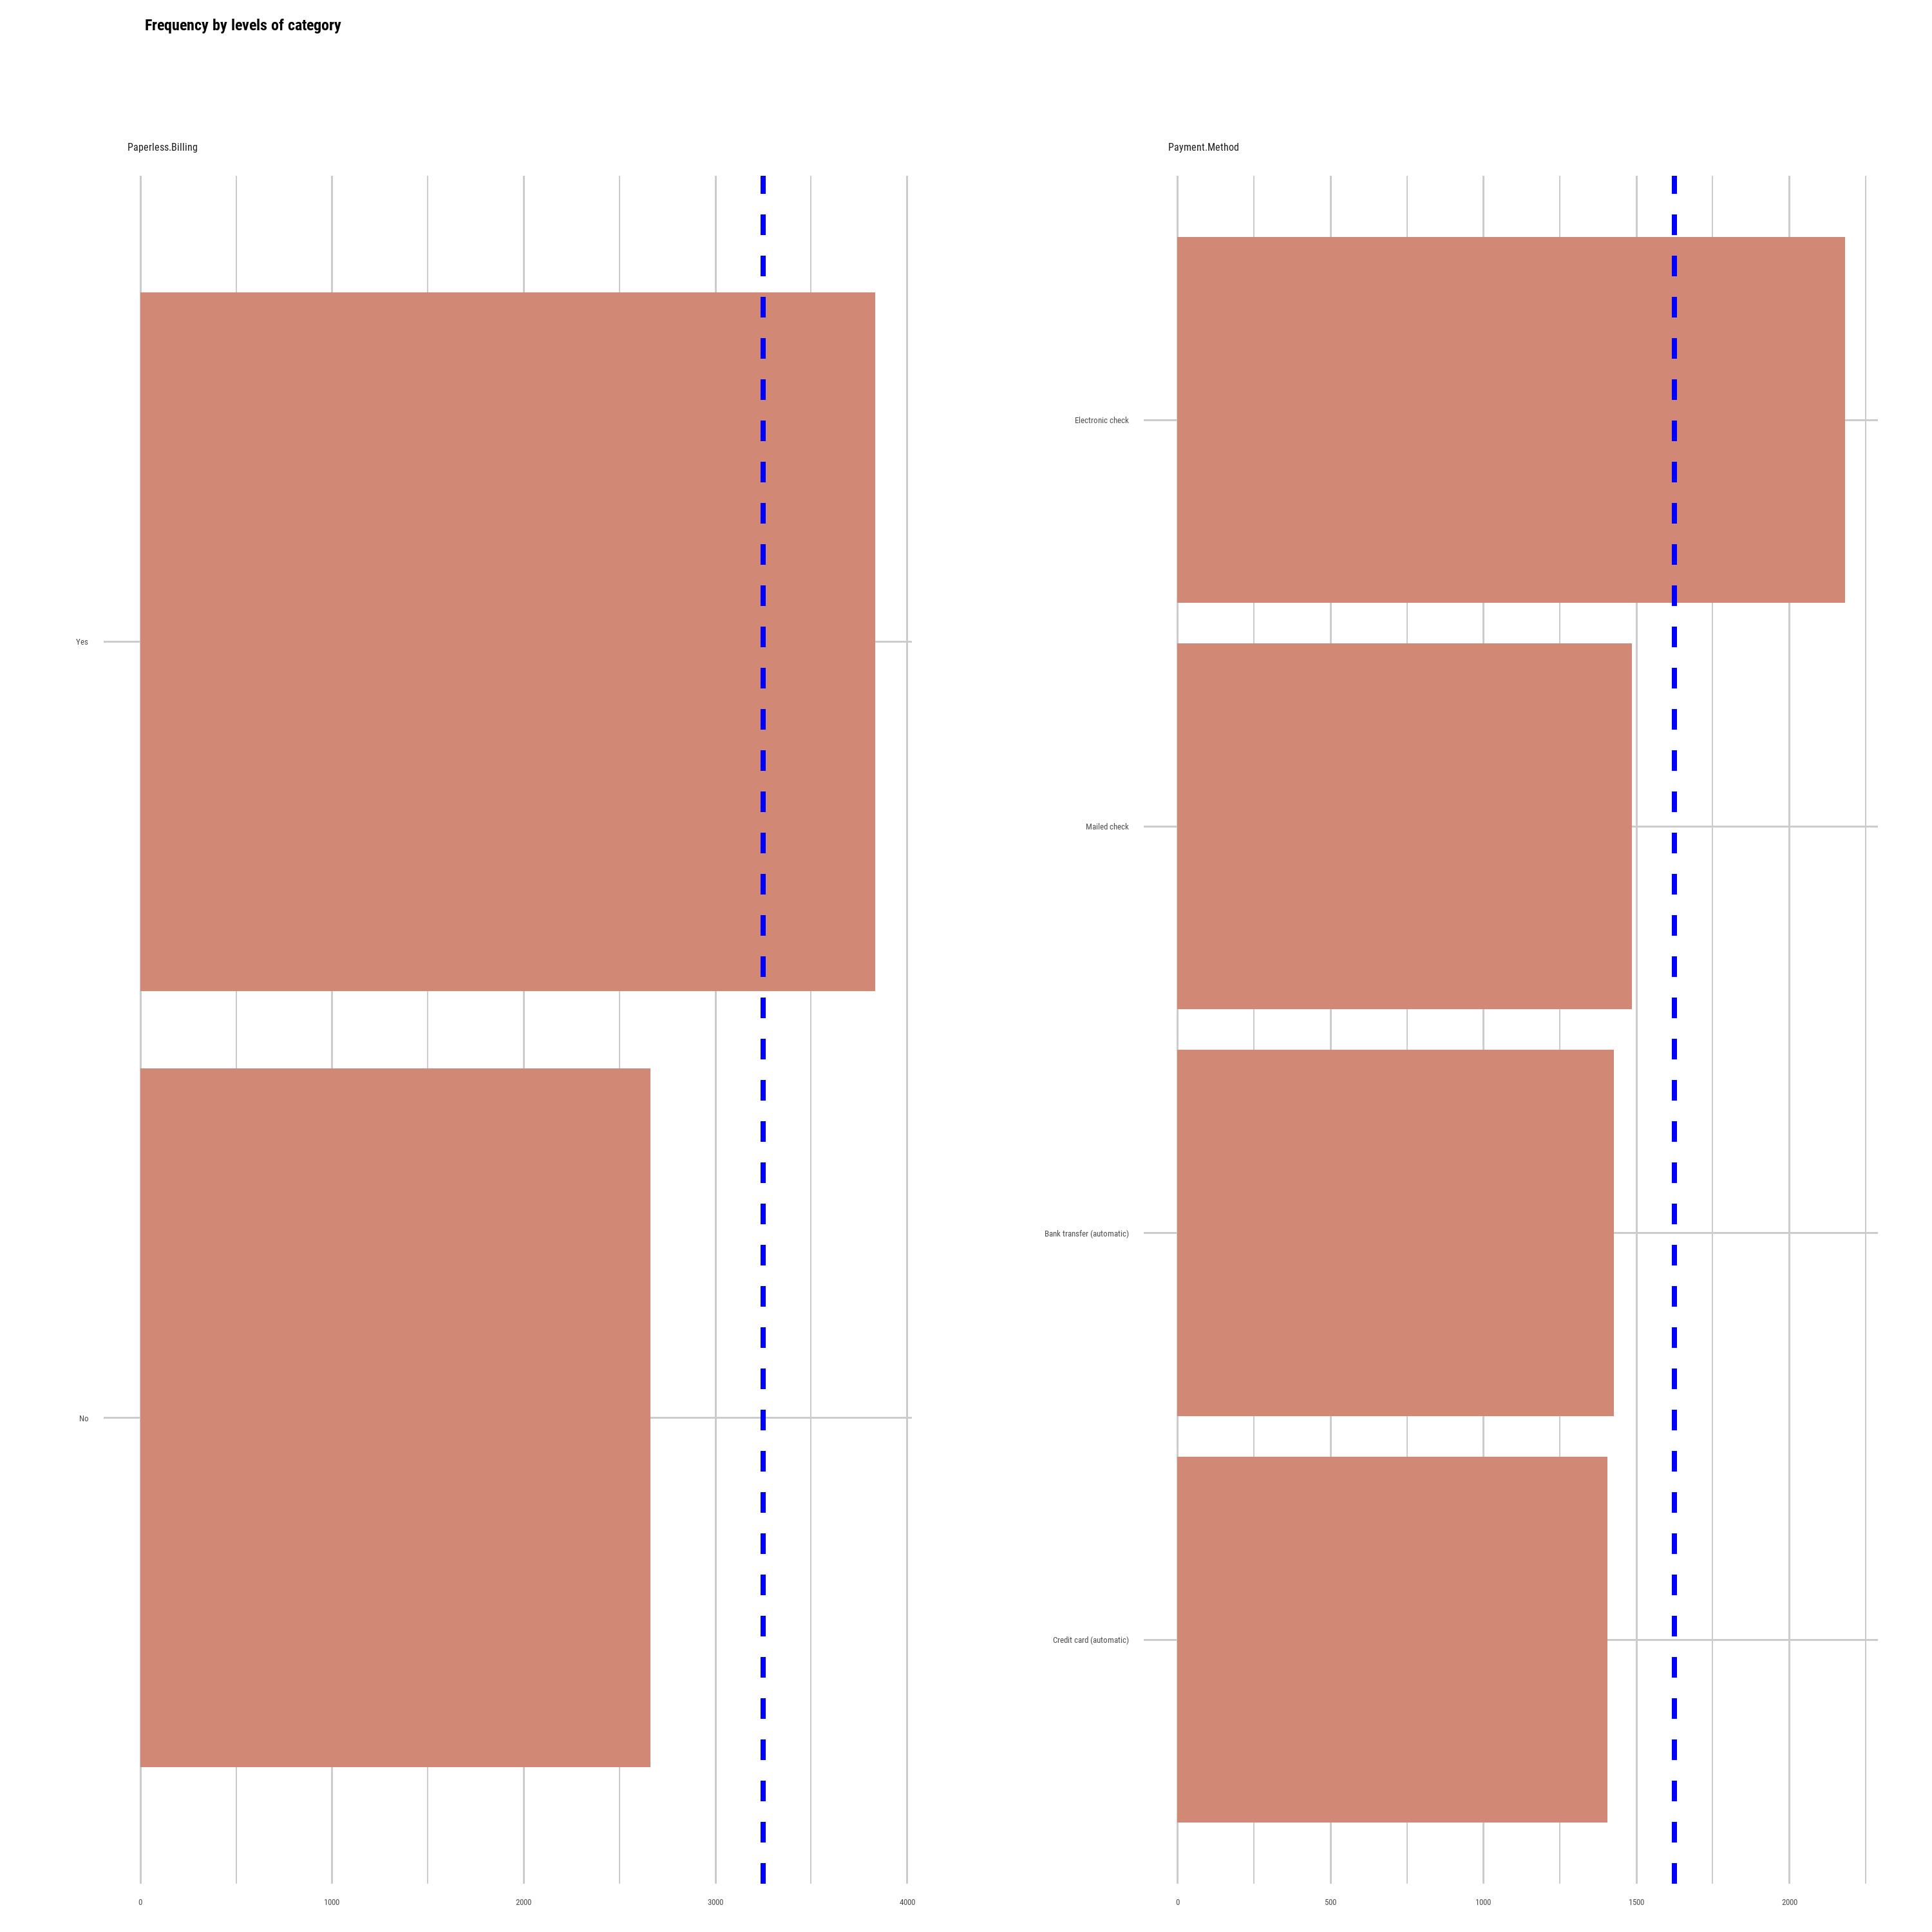 Frequency by levels of category
Paperless.Billing
Yes
No
0 1000 2000 3000 4000
Payment.Method
Electronic check
Mailed check
Bank transfer (automatic)
Credit card (automatic)
0 500 1000 1500 2000